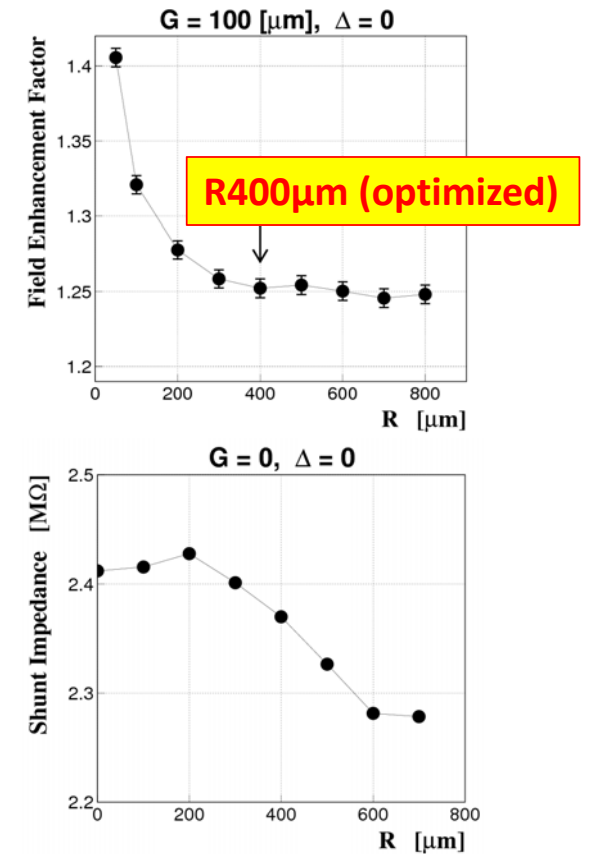 G = 100 [μm], Δ = 0
Field Enhancement Factor
1.4
1.35
1.3
1.25
1.2
R400μm (optimized)
0 200 400 600 800
R [μm]
G = 0, Δ = 0
Shunt Impedance [MΩ]
2.5
2.4
2.3
2.2
0 200 400 600 800
R [μm]